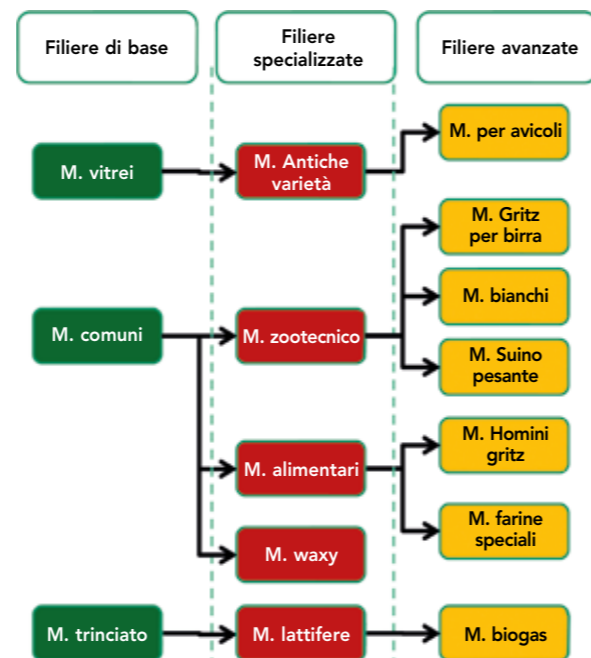 Filiere di base
Filiere
specializzate
Filiere avanzate
M. vitrei
M. Antiche
varietà
M. per avicoli
M. Gritz
per birra
M. comuni
M. zootecnico
M. bianchi
M. Suino
pesante
M. alimentari
M. Homini
gritz
M. farine
speciali
M. waxy
M. trinciato
M. lattifere
M. biogas